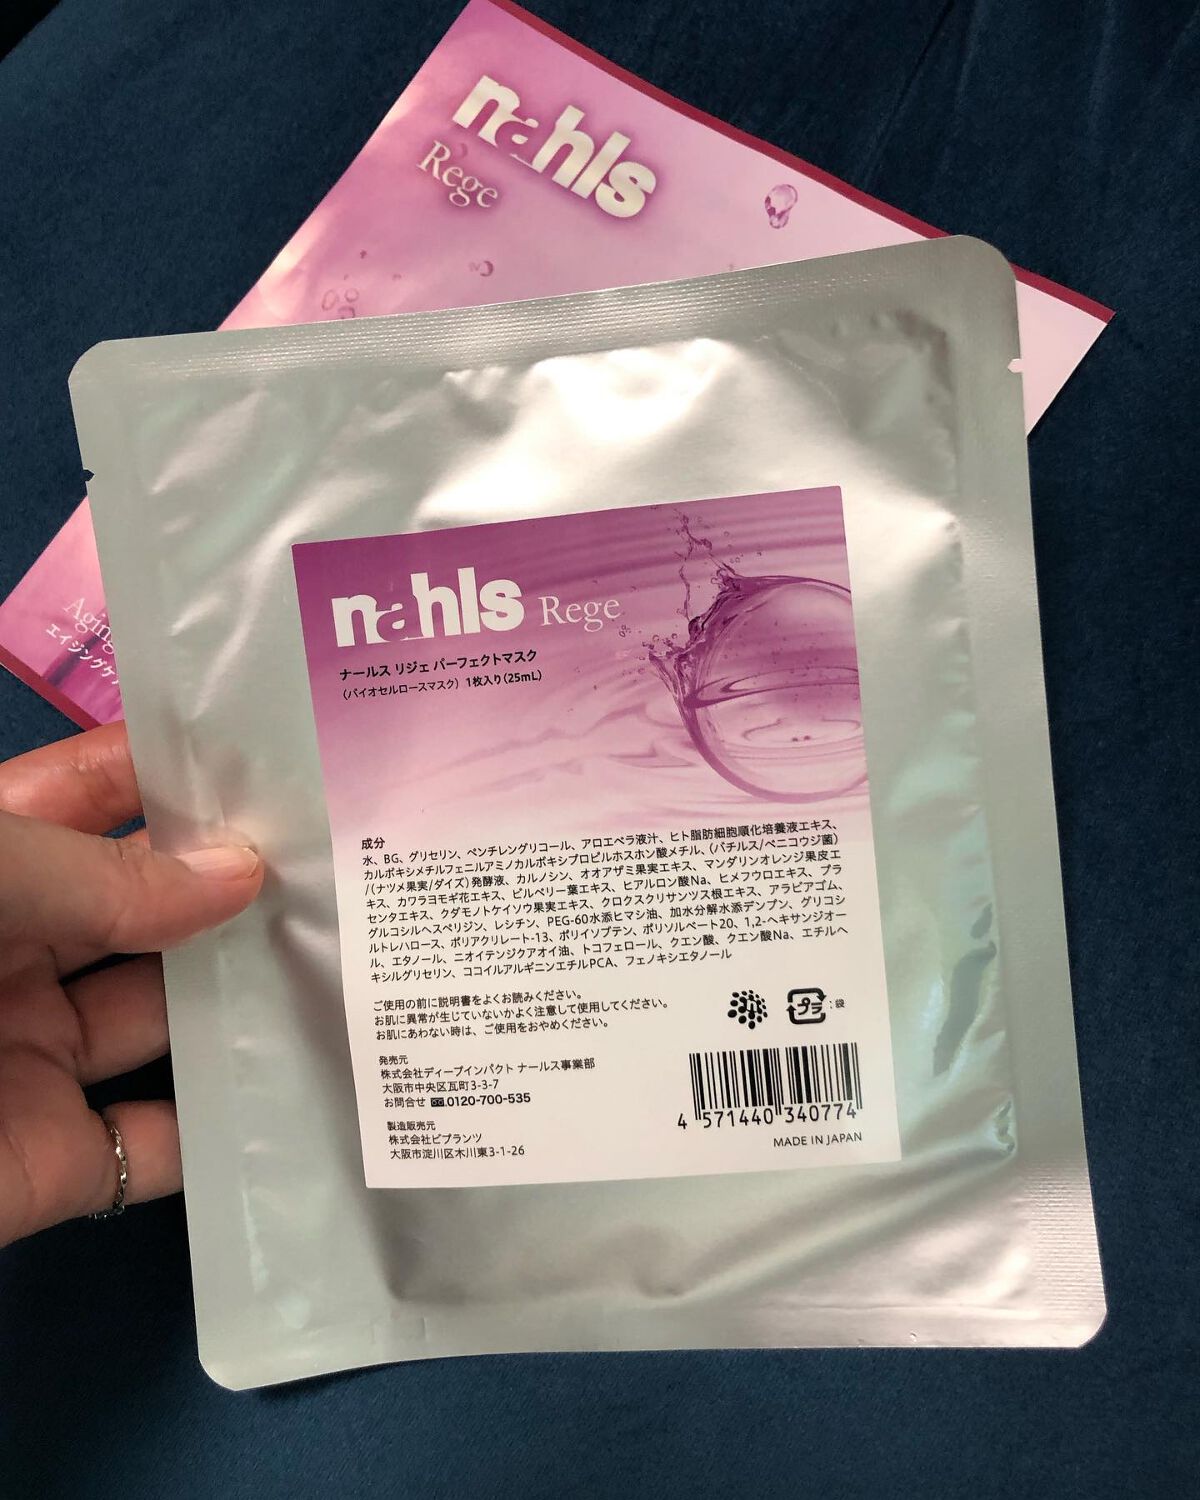 nahls
Rege
Aging
エイジングケア
nahls Rege
ナールス リジェ パーフェクトマスク
（バイオセルロースマスク） 1枚入り（25mL）
成分
水、BG、グリセリン、ペンチレングリコール、アロエベラ液汁、ヒト脂肪細胞順化培養液エキス、
カルボキシメチルフェニルアミノカルボキシプロピルホスホン酸メチル、（バチルス/ベニコウジ菌）
/（ナツメ果実/ダイズ）発酵液、カルノシン、オオアザミ果実エキス、マンダリンオレンジ果皮エ
キス、カワラヨモギ花エキス、ビルベリー葉エキス、ヒアルロン酸Na、ヒメフウロエキス、プラ
センタエキス、クダモノトケイソウ果実エキス、クロクスクリサンツス根エキス、アラビアゴム、
グルコシルヘスペリジン、レシチン、PEG-60水添ヒマシ油、加水分解水添デンプン、グリコシ
ルトレハロース、ポリアクリレート-13、ポリイソブテン、ポリソルベート20、1,2-ヘキサンジオー
ル、エタノール、ニオイテンジクアオイ油、トコフェロール、クエン酸、クエン酸Na、エチルヘ
キシルグリセリン、ココイルアルギニンエチルPCA、フェノキシエタノール
ご使用の前に説明書をよくお読みください。
お肌に異常が生じていないかよく注意して使用してください。
お肌にあわない時は、ご使用をおやめください。
プラ :袋
発売元
株式会社ディープインパクト ナールス事業部
大阪市中央区瓦町3-3-7
お問合せ 0120-700-535
製造販売元
株式会社ビプランツ
大阪市淀川区木川東3-1-26
4 571440 340774
MADE IN JAPAN